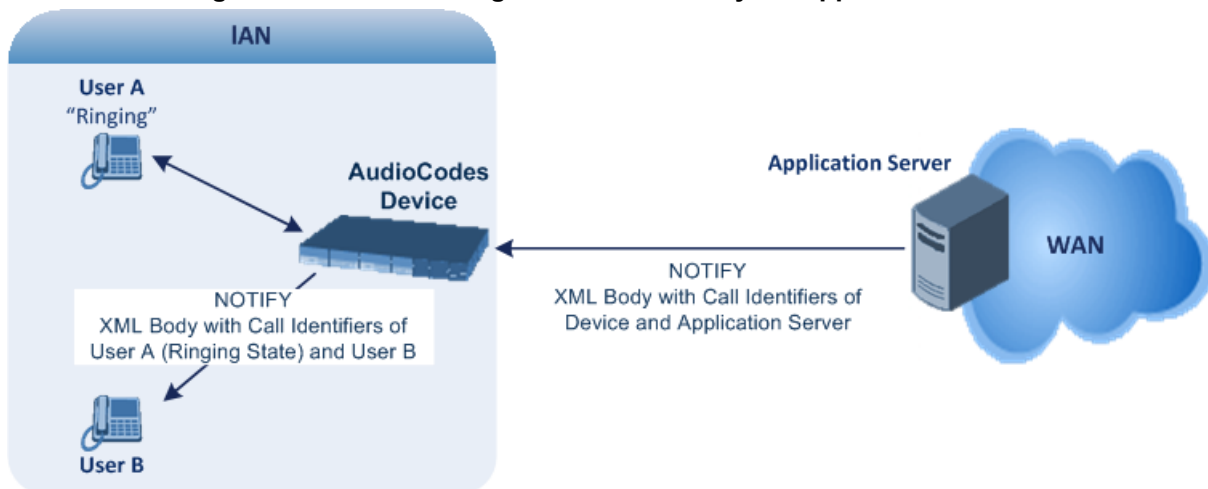 lAN
User A
“Ringing”
AudioCodes
Device
Application Server
WAN
NOTIFY
XML Body with Call Identifiers of
Device and Application Server
NOTIFY
XML Body with Call Identifiers of
User A (Ringing State) and User B
User B